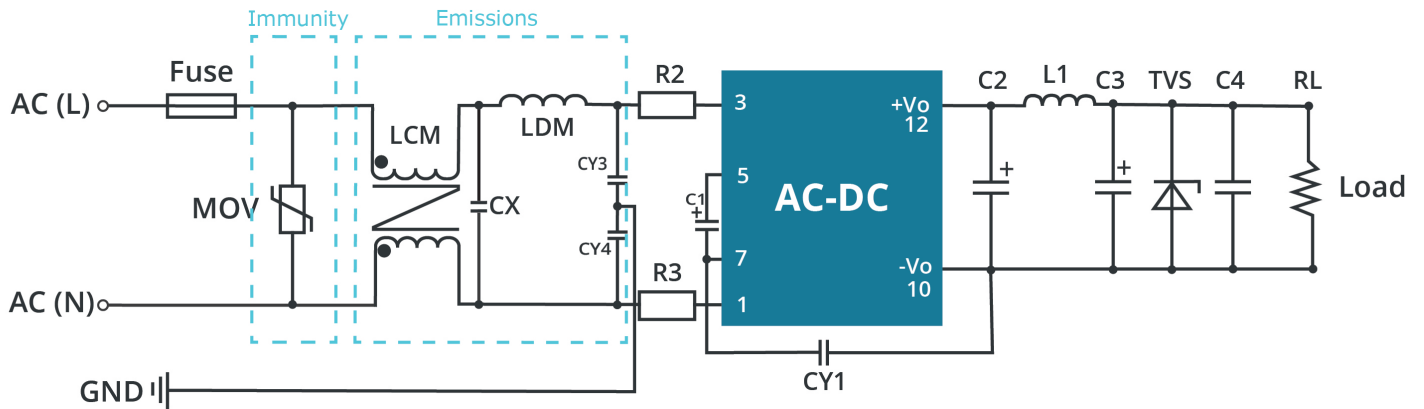 Immunity
Emissions
Fuse
AC (L)
LCM
LDM
MOV
CX
CY3
CY4
AC (N)
GND
R2
R3
C1
+
3
5
7
1
AC-DC
+Vo
12
-Vo
10
CY1
C2
L1
C3
TVS
C4
RL
+
+
Load